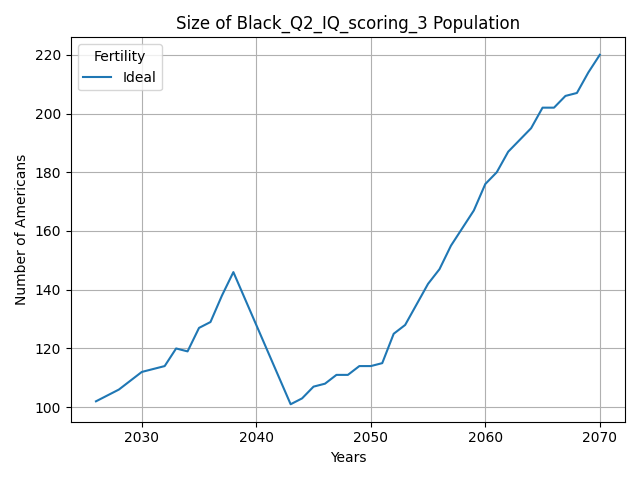 Size of Black_Q2_IQ_scoring_3 Population
Fertility
Ideal
Number of Americans
220
200
180
160
140
120
100
2030 2040 2050 2060 2070
Years